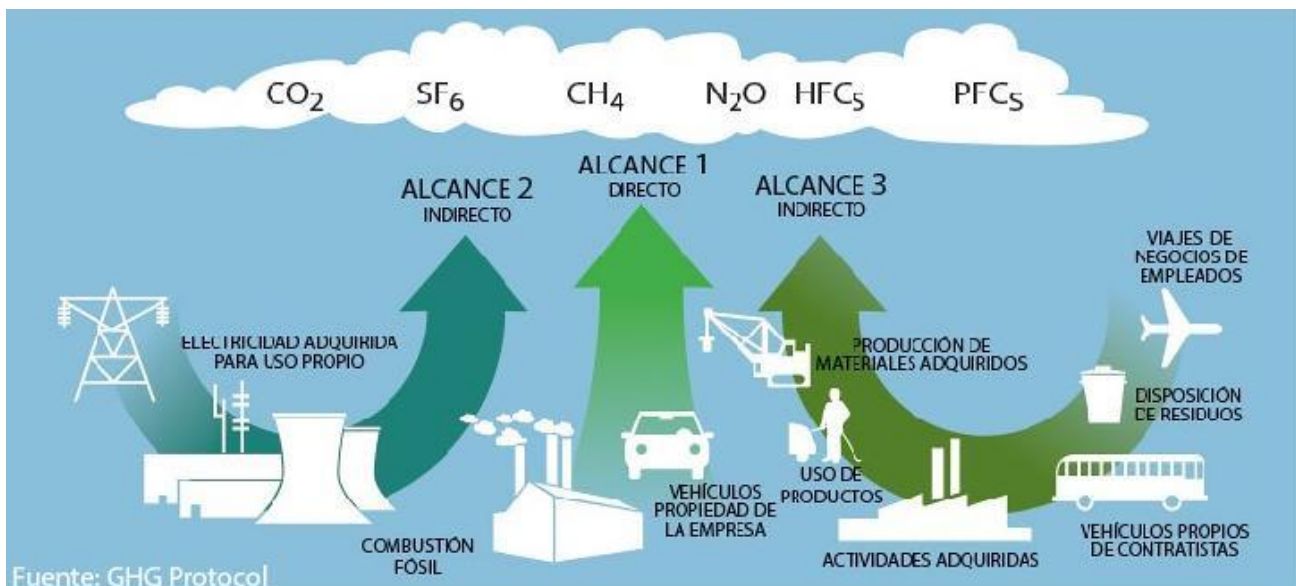 CO₂ SF₆ CH₄ N₂O HFC₅ PFC₅
ALCANCE 2
INDIRECTO
ALCANCE 1
DIRECTO
ALCANCE 3
INDIRECTO
ELECTRICIDAD ADQUIRIDA
PARA USO PROPIO
COMBUSTIÓN
FÓSIL
VEHÍCULOS
PROPIEDAD DE
LA EMPRESA
PRODUCCIÓN DE
MATERIALES ADQUIRIDOS
USO DE
PRODUCTOS
ACTIVIDADES ADQUIRIDAS
VIAJES DE
NEGOCIOS DE
EMPLEADOS
DISPOSICIÓN
DE RESIDUOS
VEHÍCULOS PROPIOS
DE CONTRATISTAS
Fuente: GHG Protocol